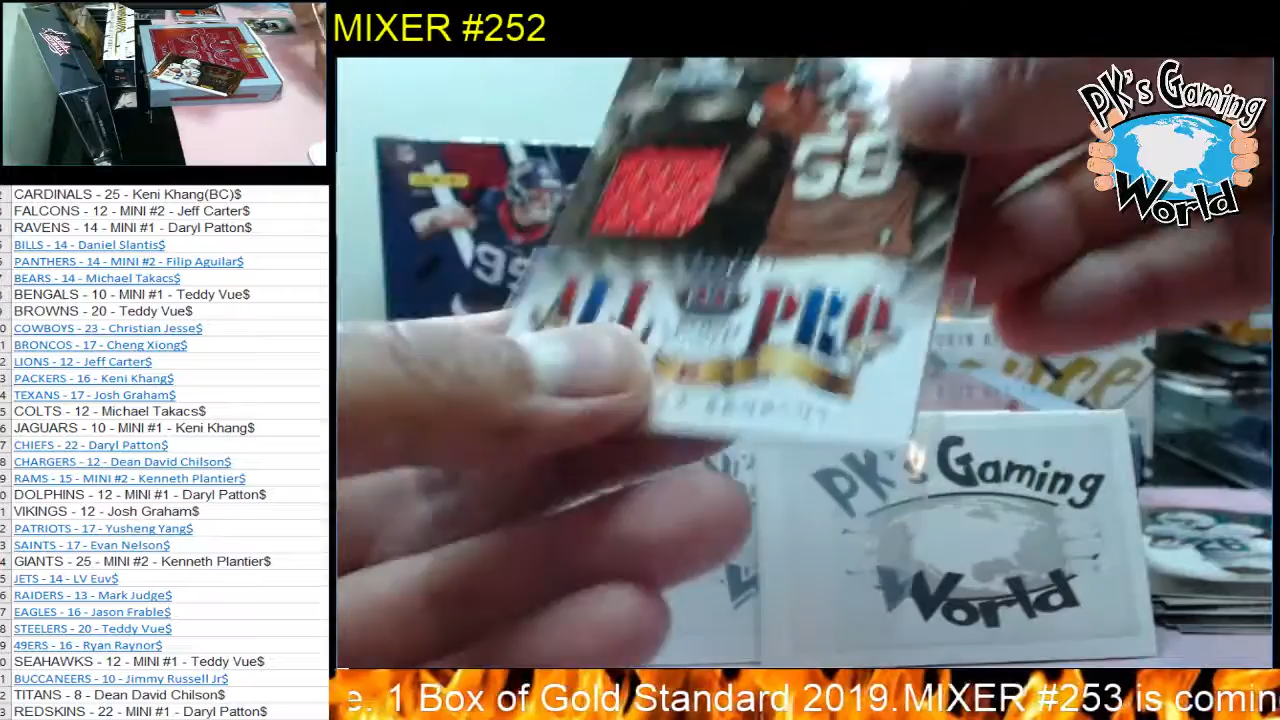 MIXER #252
PK's Gaming World
CARDINALS - 25 - Keni Khang(BC)$
FALCONS - 12 - MINI #2 - Jeff Carter$
RAVENS - 14 - MINI #1 - Daryl Patton$
BILLS - 14 - Daniel Slantis$
PANTHERS - 14 - MINI #2 - Filip Aguilar$
BEARS - 14 - Michael Takacs$
BENGALS - 10 - MINI #1 - Teddy Vue$
BROWNS - 20 - Teddy Vue$
COWBOYS - 23 - Christian Jesse$
BRONCOS - 17 - Cheng Xiong$
LIONS - 12 - Jeff Carter$
PACKERS - 16 - Keni Khang$
TEXANS - 17 - Josh Graham$
COLTS - 12 - Michael Takacs$
JAGUARS - 10 - MINI #1 - Keni Khang$
CHIEFS - 22 - Daryl Patton$
CHARGERS - 12 - Dean David Chilson$
RAMS - 15 - MINI #2 - Kenneth Plantier$
DOLPHINS - 12 - MINI #1 - Daryl Patton$
VIKINGS - 12 - Josh Graham$
PATRIOTS - 17 - Yusheng Yang$
SAINTS - 17 - Evan Nelson$
GIANTS - 25 - MINI #2 - Kenneth Plantier$
JETS - 14 - LV Euv$
RAIDERS - 13 - Mark Judge$
EAGLES - 16 - Jason Frable$
STEELERS - 20 - Teddy Vue$
49ERS - 16 - Ryan Raynor$
SEAHAWKS - 12 - MINI #1 - Teddy Vue$
BUCCANEERS - 10 - Jimmy Russell Jr$
TITANS - 8 - Dean David Chilson$
REDSKINS - 22 - MINI #1 - Daryl Patton$
58
ALL PRO
PK's Gaming
World
e. 1 Box of Gold Standard 2019. MIXER #253 is comin